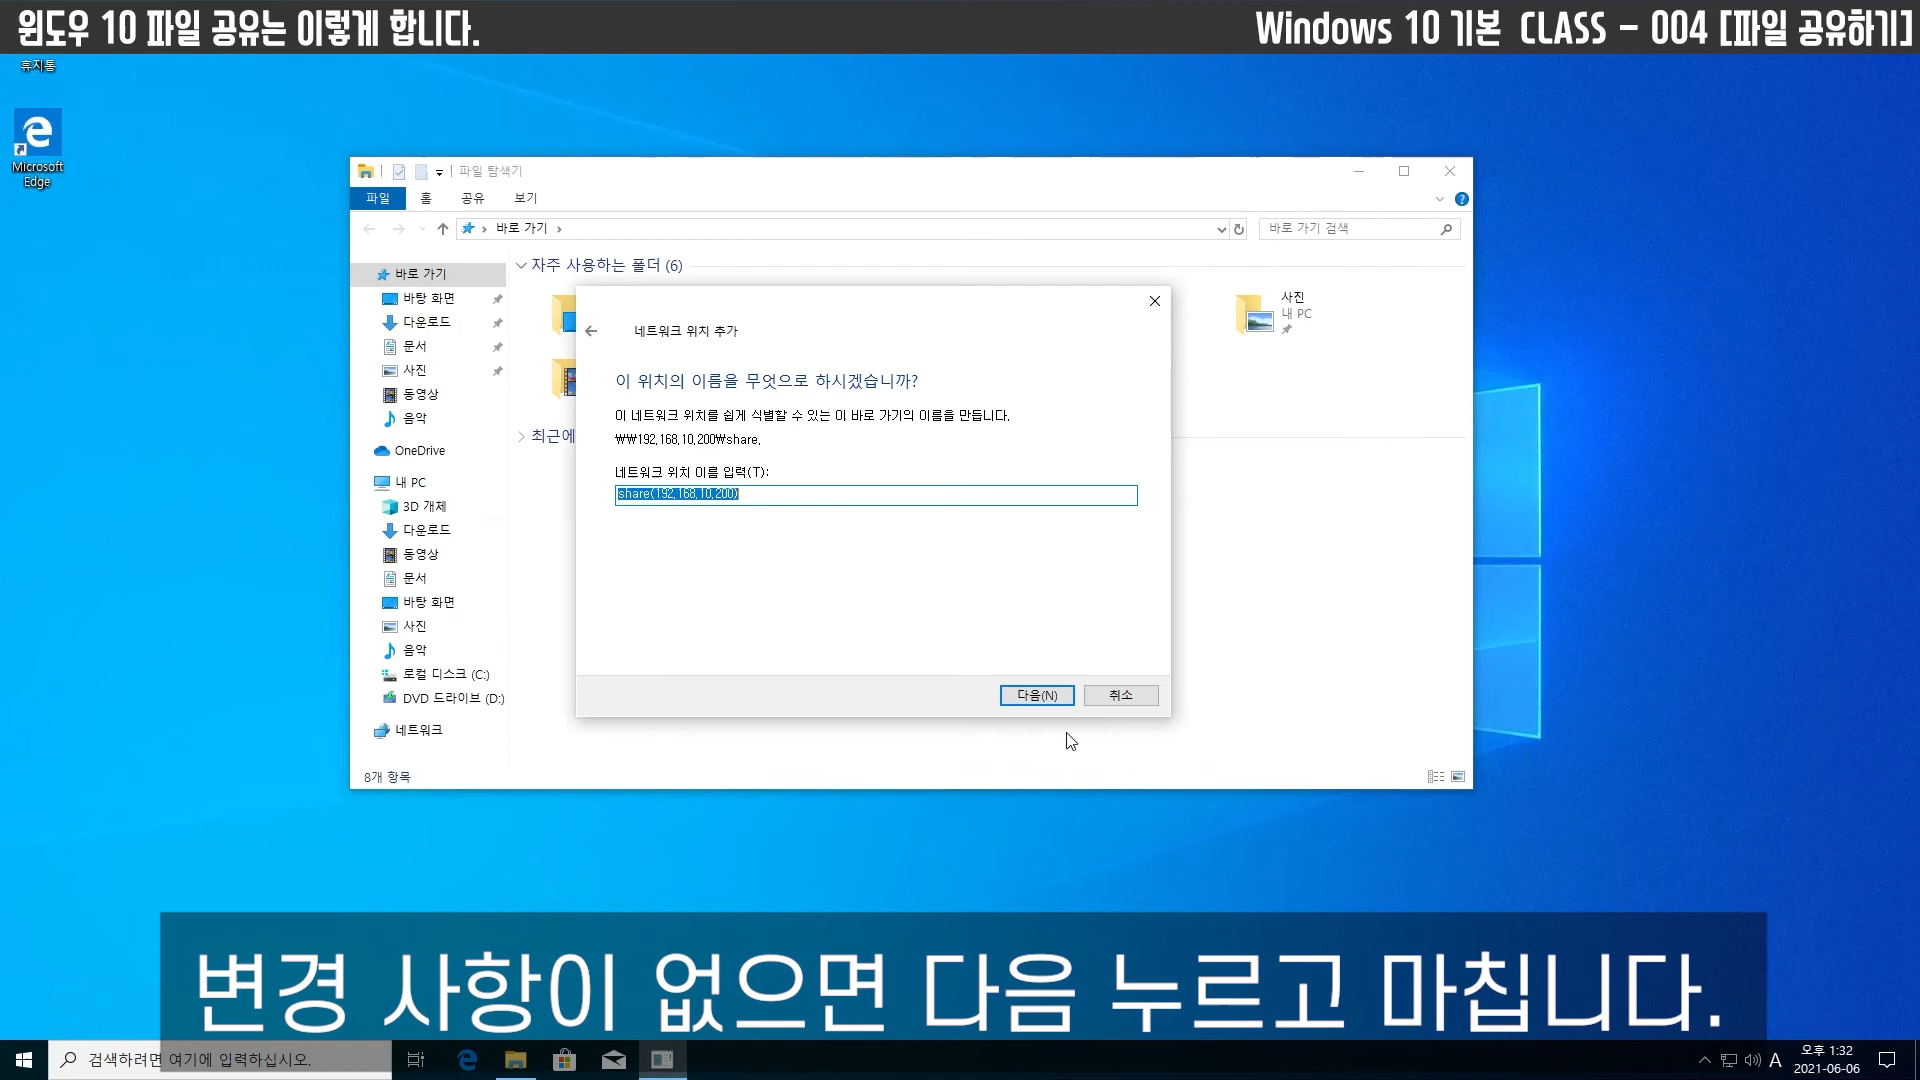 윈도우 10 파일 공유는 이렇게 합니다.
Windows 10 기본 CLASS - 004 [파일 공유하기]
휴지통
Microsoft
Edge
파일 탐색기
파일
홈
공유
보기
바로 가기
바로 가기 검색
바로 가기
바탕 화면
다운로드
문서
사진
동영상
음악
OneDrive
내 PC
3D 개체
다운로드
동영상
문서
바탕 화면
사진
음악
로컬 디스크 (C:)
DVD 드라이브 (D:)
네트워크
8개 항목
자주 사용하는 폴더 (6)
사진
내 PC
최근에
네트워크 위치 추가
이 위치의 이름을 무엇으로 하시겠습니까?
이 네트워크 위치를 쉽게 식별할 수 있는 이 바로 가기의 이름을 만듭니다.
₩₩192.168.10.200₩share.
네트워크 위치 이름 입력(T):
share(192.168.10.200)
다음(N)
취소
변경 사항이 없으면 다음 누르고 마칩니다.
검색하려면 여기에 입력하십시오.
A
오후 1:32
2021-06-06